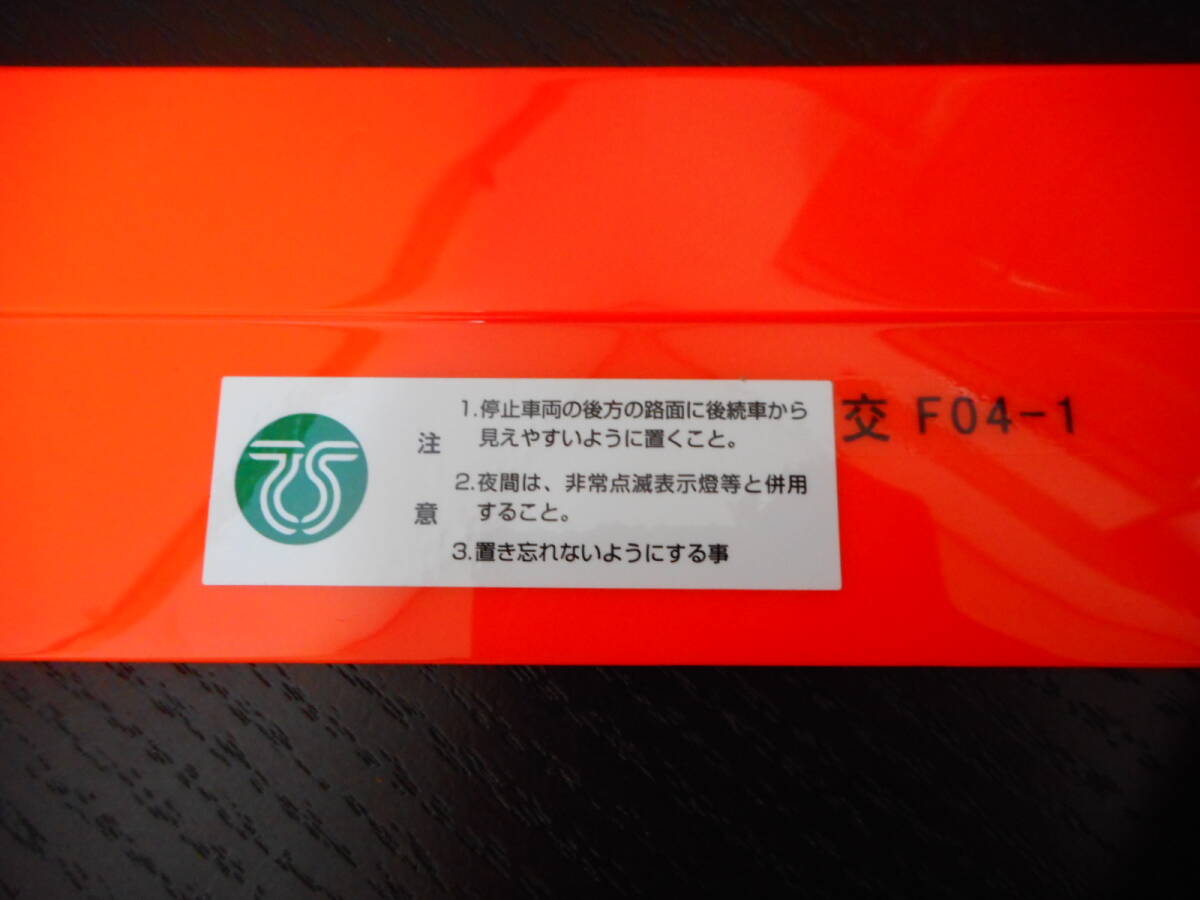 注意
1.停止車両の後方の路面に後続車から
見えやすいように置くこと。
2.夜間は、非常点滅表示燈等と併用
すること。
3.置き忘れないようにする事
交 F04-1